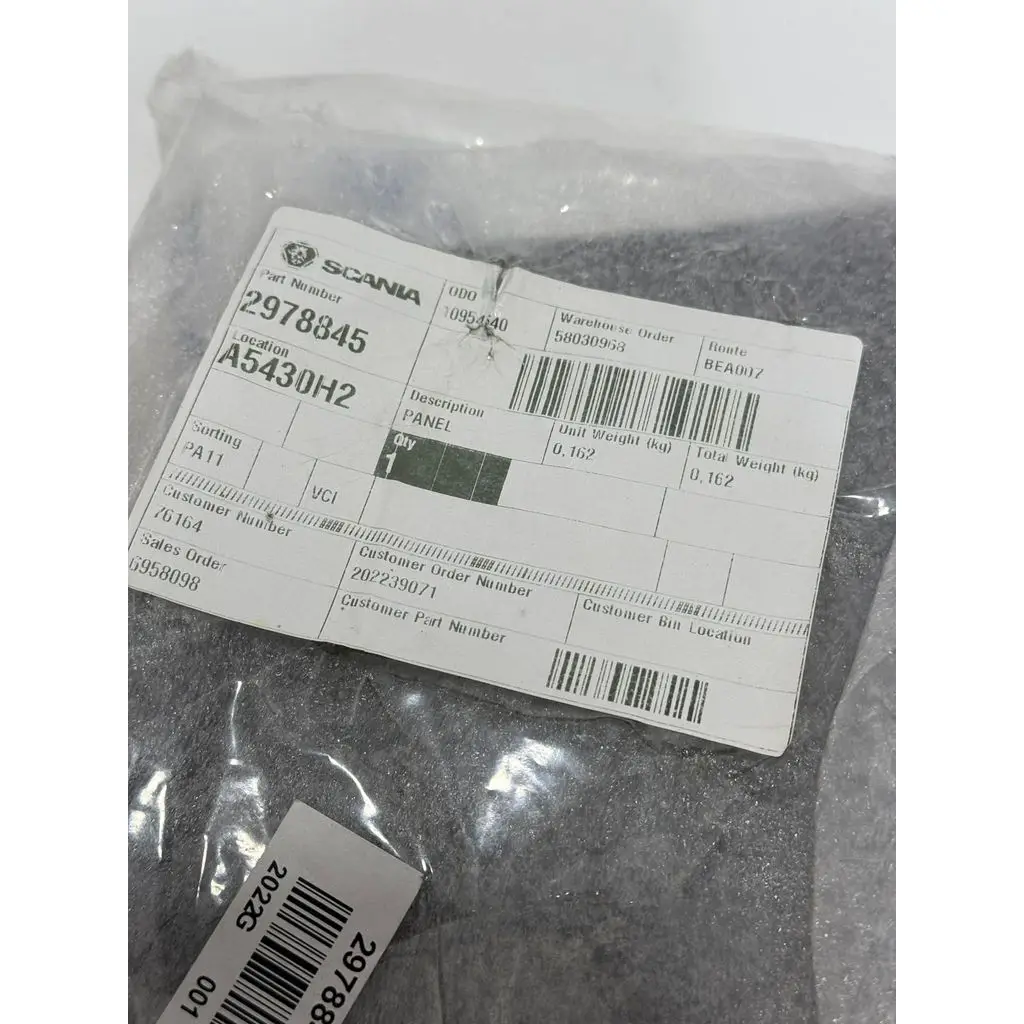 SCANIA
Part Number
2978845
ODO
Warehouse Order
58030968
Route
BEA00Z
Location
A5430H2
Description
PANEL
Unit Weight (kg)
0,162
Total Weight (kg)
0,162
Qty
1
Sorting
PA11
VCI
Customer Number
76164
Customer Order Number
202239071
Customer Bin Location
Sales Order
6958098
Customer Part Number
2022G
001